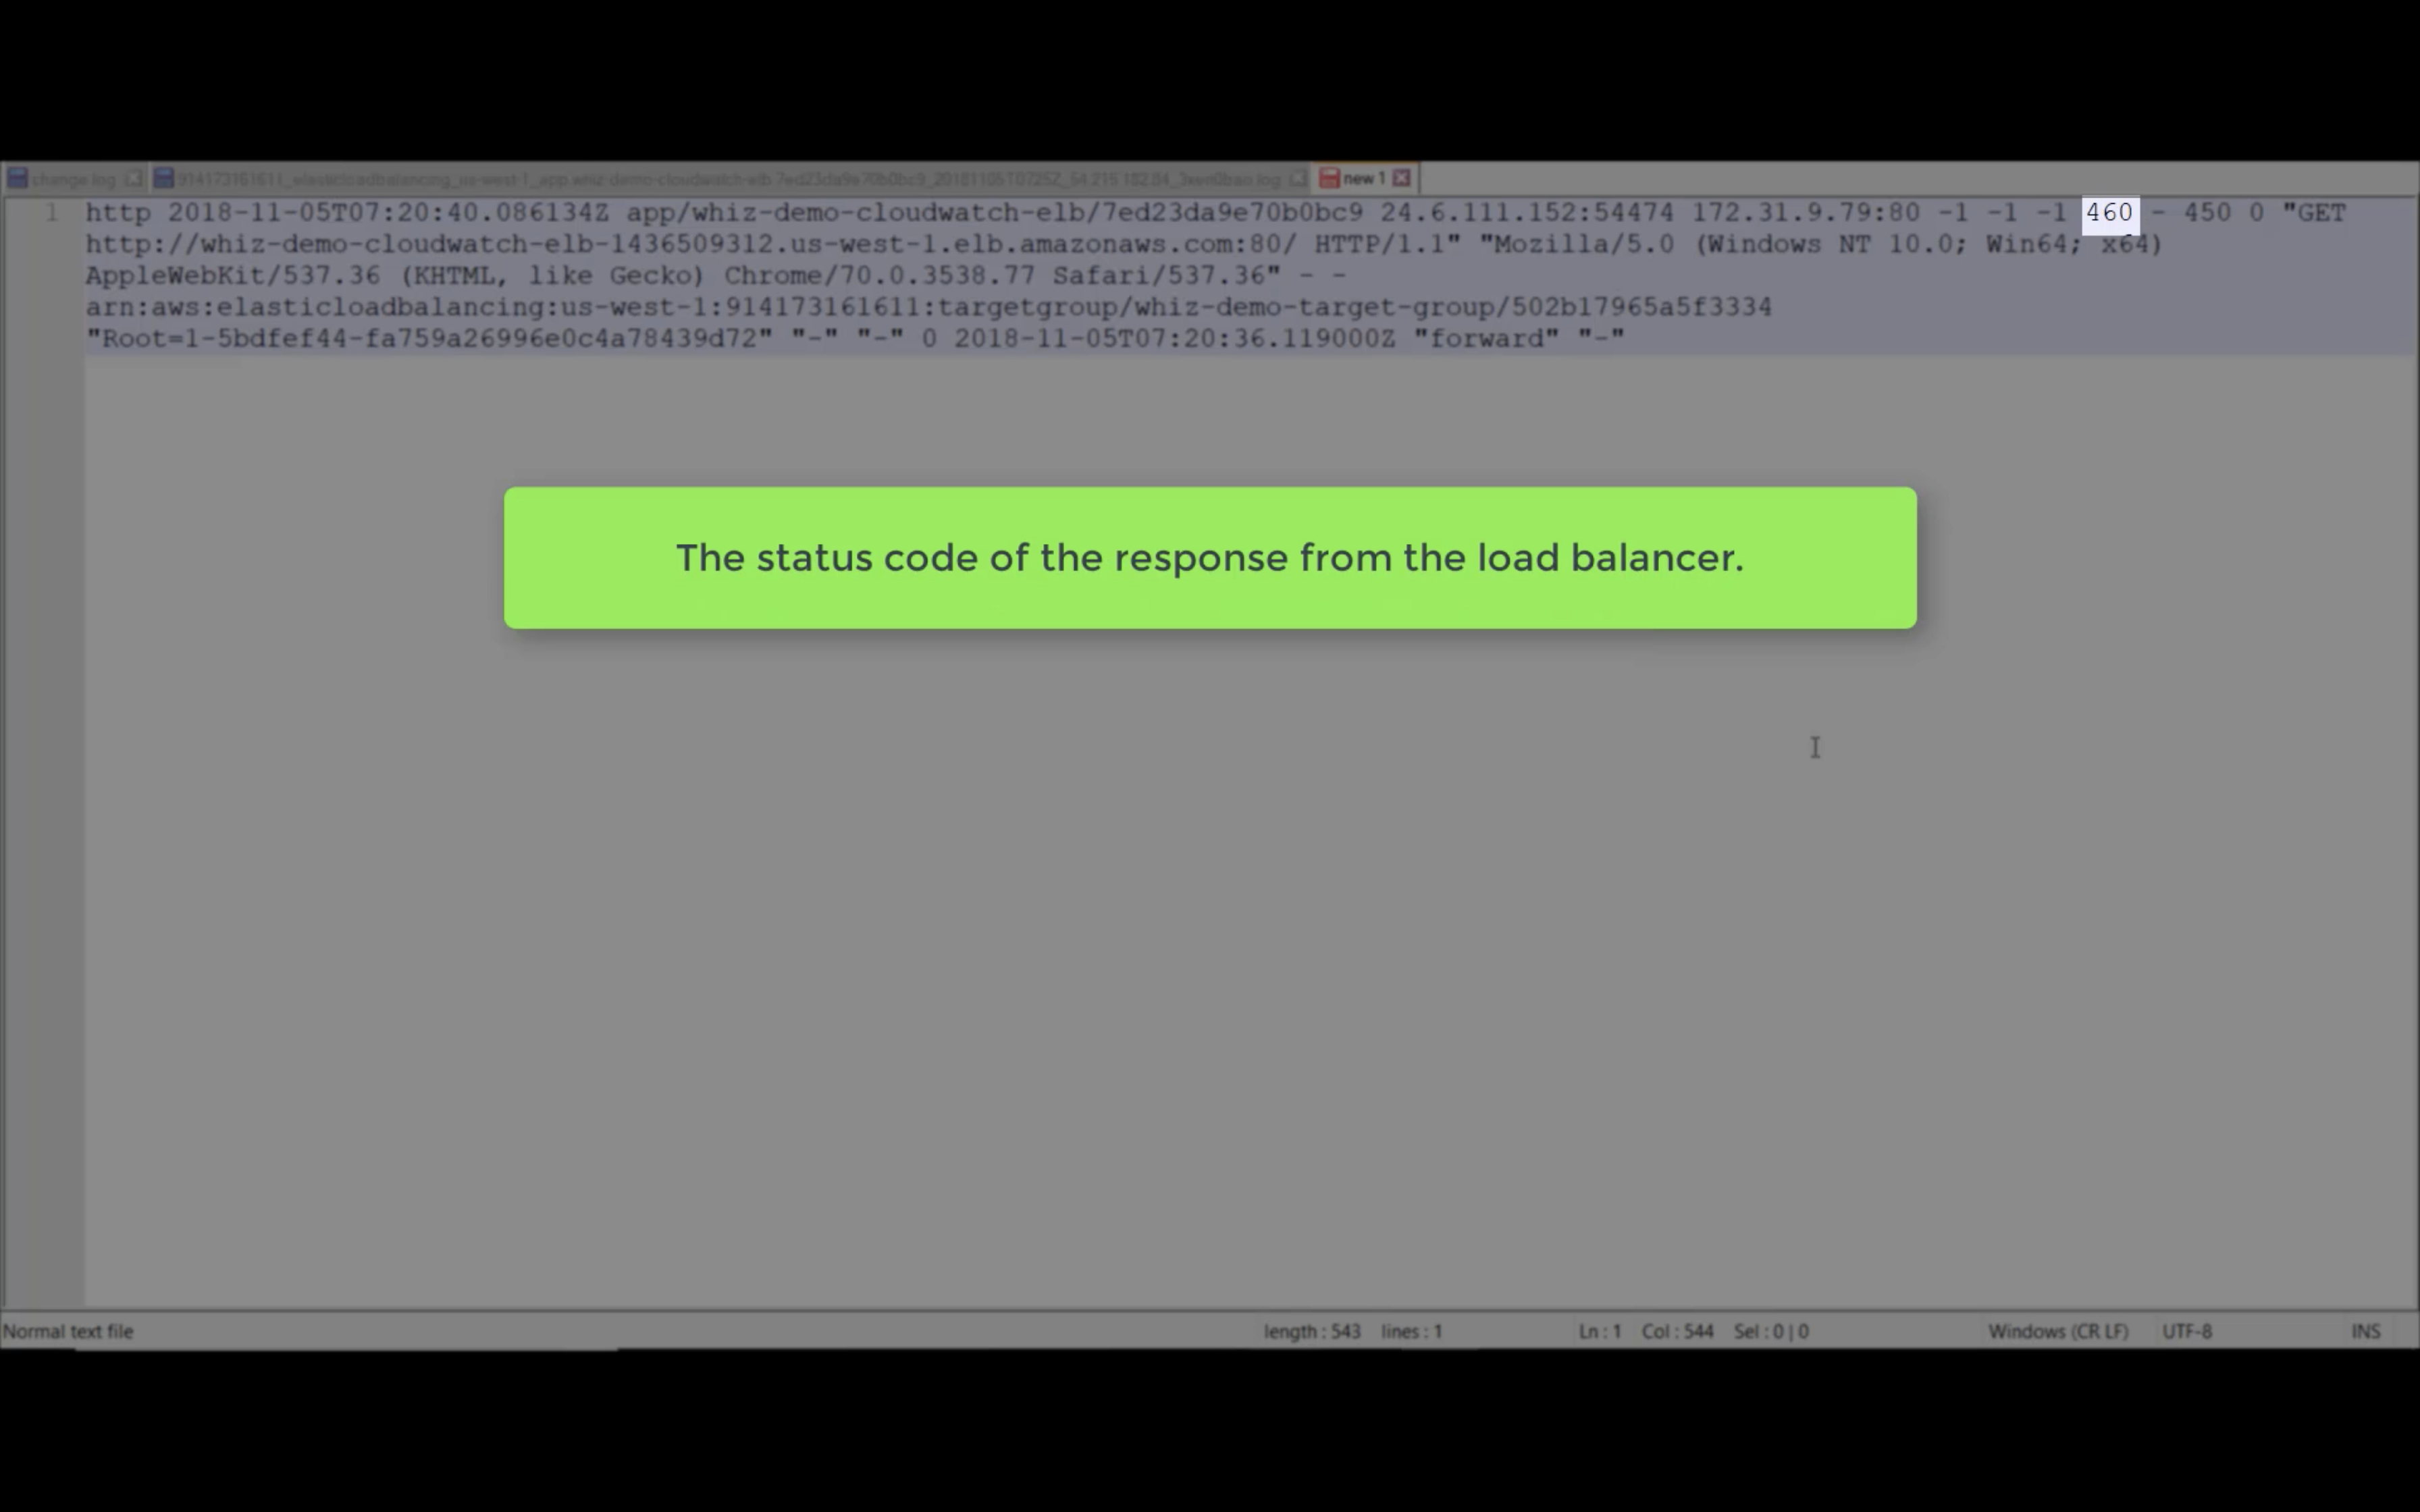 change.log
new 1
1 http 2018-11-05T07:20:40.086134Z app/whiz-demo-cloudwatch-elb/7ed23da9e70b0bc9 24.6.111.152:54474 172.31.9.79:80 -1 -1 -1 460 - 450 0 "GET
http://whiz-demo-cloudwatch-elb-1436509312.us-west-1.elb.amazonaws.com:80/ HTTP/1.1" "Mozilla/5.0 (Windows NT 10.0; Win64; x64)
AppleWebKit/537.36 (KHTML, like Gecko) Chrome/70.0.3538.77 Safari/537.36" - -
arn:aws:elasticloadbalancing:us-west-1:914173161611:targetgroup/whiz-demo-target-group/502b17965a5f3334
"Root=1-5bdfef44-fa759a26996e0c4a78439d72" "-" "-" 0 2018-11-05T07:20:36.119000Z "forward" "-"
The status code of the response from the load balancer.
Normal text file length : 543 lines : 1 Ln : 1 Col : 544 Sel : 0 | 0 Windows (CR LF) UTF-8 INS